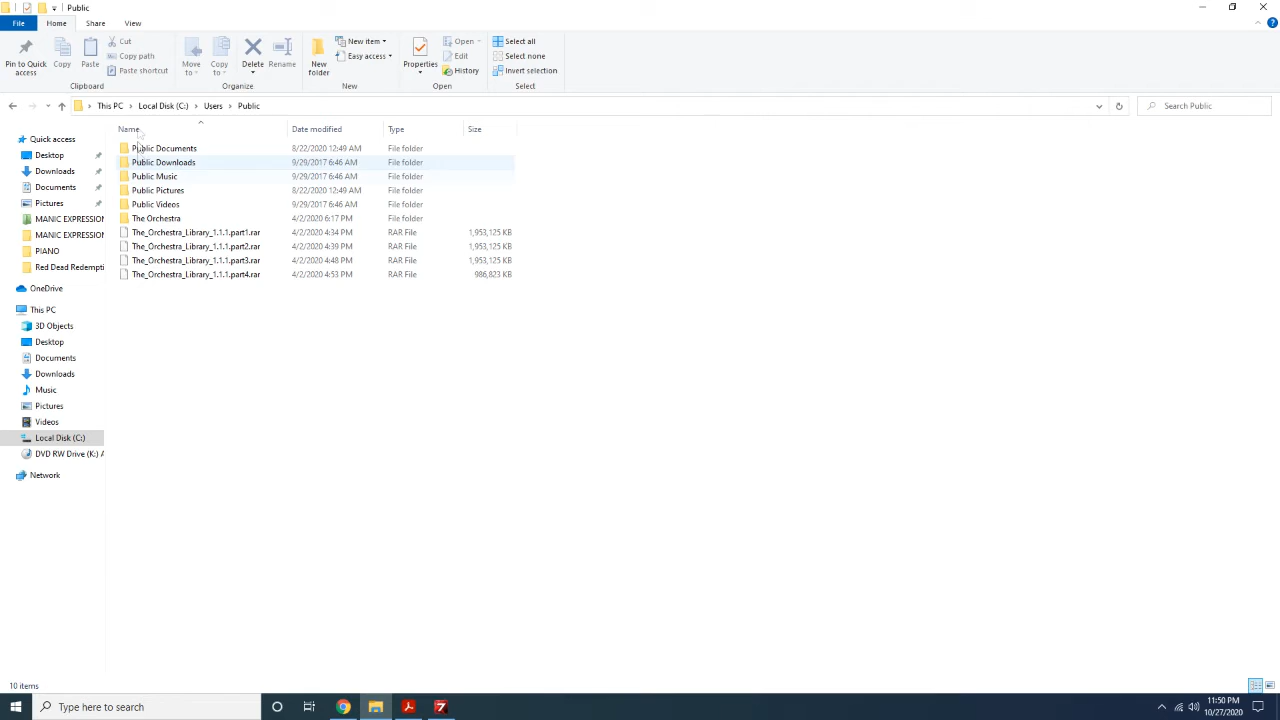 Public
File Home Share View
Pin to Quick access
Copy
Paste
Cut
Copy path
Paste shortcut
Clipboard
Move to
Copy to
Delete
Rename
Organize
New folder
New item
Easy access
New
Properties
Open
Edit
History
Open
Select all
Select none
Invert selection
Select
This PC > Local Disk (C:) > Users > Public
Search Public
Name Date modified Type Size
Public Documents 8/22/2020 12:49 AM File folder
Public Downloads 9/29/2017 6:46 AM File folder
Public Music 9/29/2017 6:46 AM File folder
Public Pictures 8/22/2020 12:49 AM File folder
Public Videos 9/29/2017 6:46 AM File folder
The Orchestra 4/2/2020 6:17 PM File folder
The_Orchestra_Library_1.1.1.part1.rar 4/2/2020 4:34 PM RAR File 1,953,125 KB
The_Orchestra_Library_1.1.1.part2.rar 4/2/2020 4:39 PM RAR File 1,953,125 KB
The_Orchestra_Library_1.1.1.part3.rar 4/2/2020 4:48 PM RAR File 1,953,125 KB
The_Orchestra_Library_1.1.1.part4.rar 4/2/2020 4:53 PM RAR File 986,823 KB
Quick access
Desktop
Downloads
Documents
Pictures
MANIC EXPRESSION
MANIC EXPRESSION
PIANO
Red Dead Redempti
OneDrive
This PC
3D Objects
Desktop
Documents
Downloads
Music
Pictures
Videos
Local Disk (C:)
DVD RW Drive (K:) A
Network
10 items
Type here to search
11:50 PM
10/27/2020